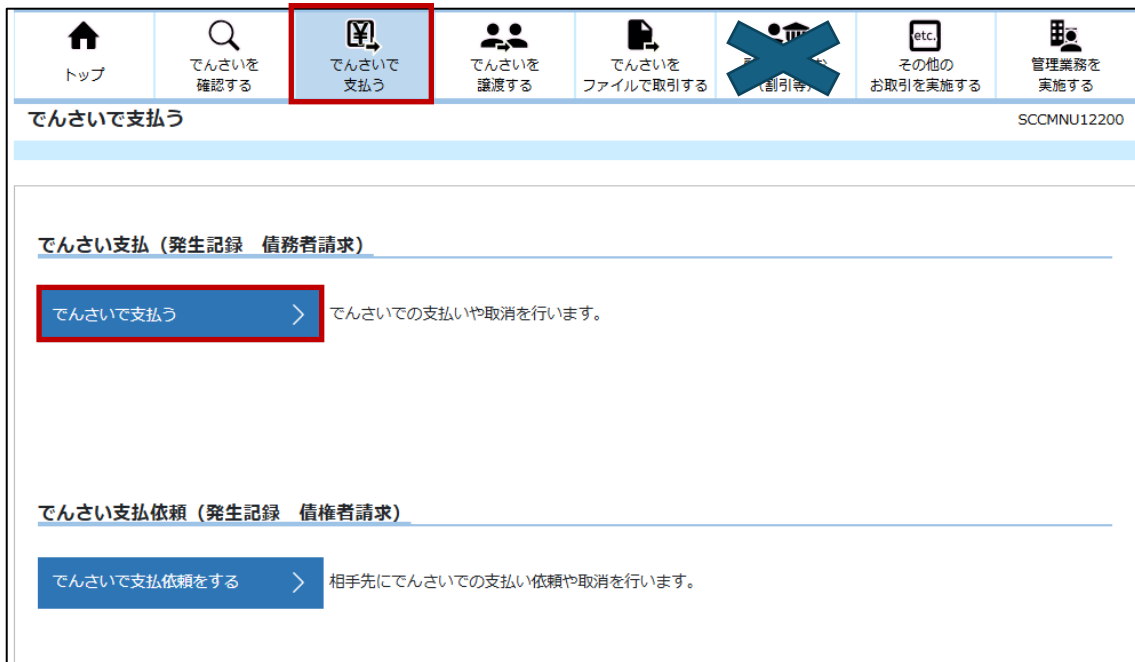 トップ
でんさいを
確認する
でんさいで
支払う
でんさいを
譲渡する
でんさいを
ファイルで取引する
(割引等)
etc.
その他の
お取引を実施する
管理業務を
実施する
でんさいで支払う
SCCMNU12200
でんさい支払（発生記録　債務者請求）
でんさいで支払う
でんさいでの支払いや取消を行います。
でんさい支払依頼（発生記録　債権者請求）
でんさいで支払依頼をする
相手先にでんさいでの支払い依頼や取消を行います。